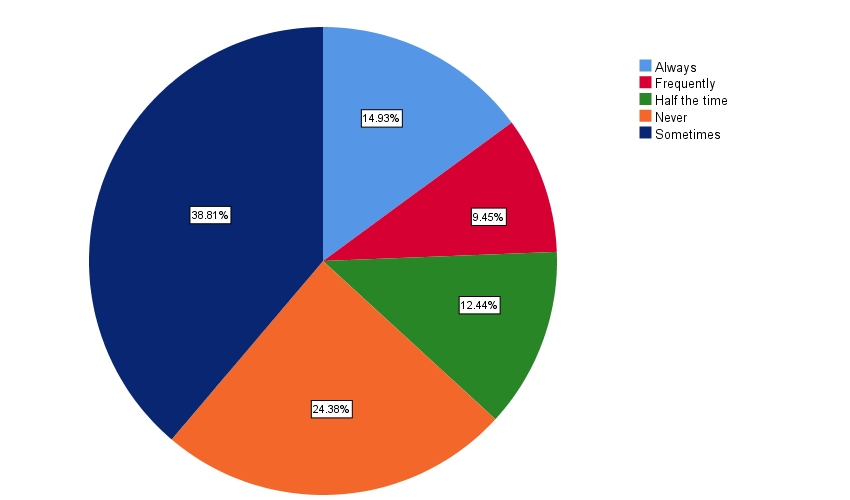 Always
Frequently
Half the time
Never
Sometimes
14.93%
9.45%
12.44%
24.38%
38.81%